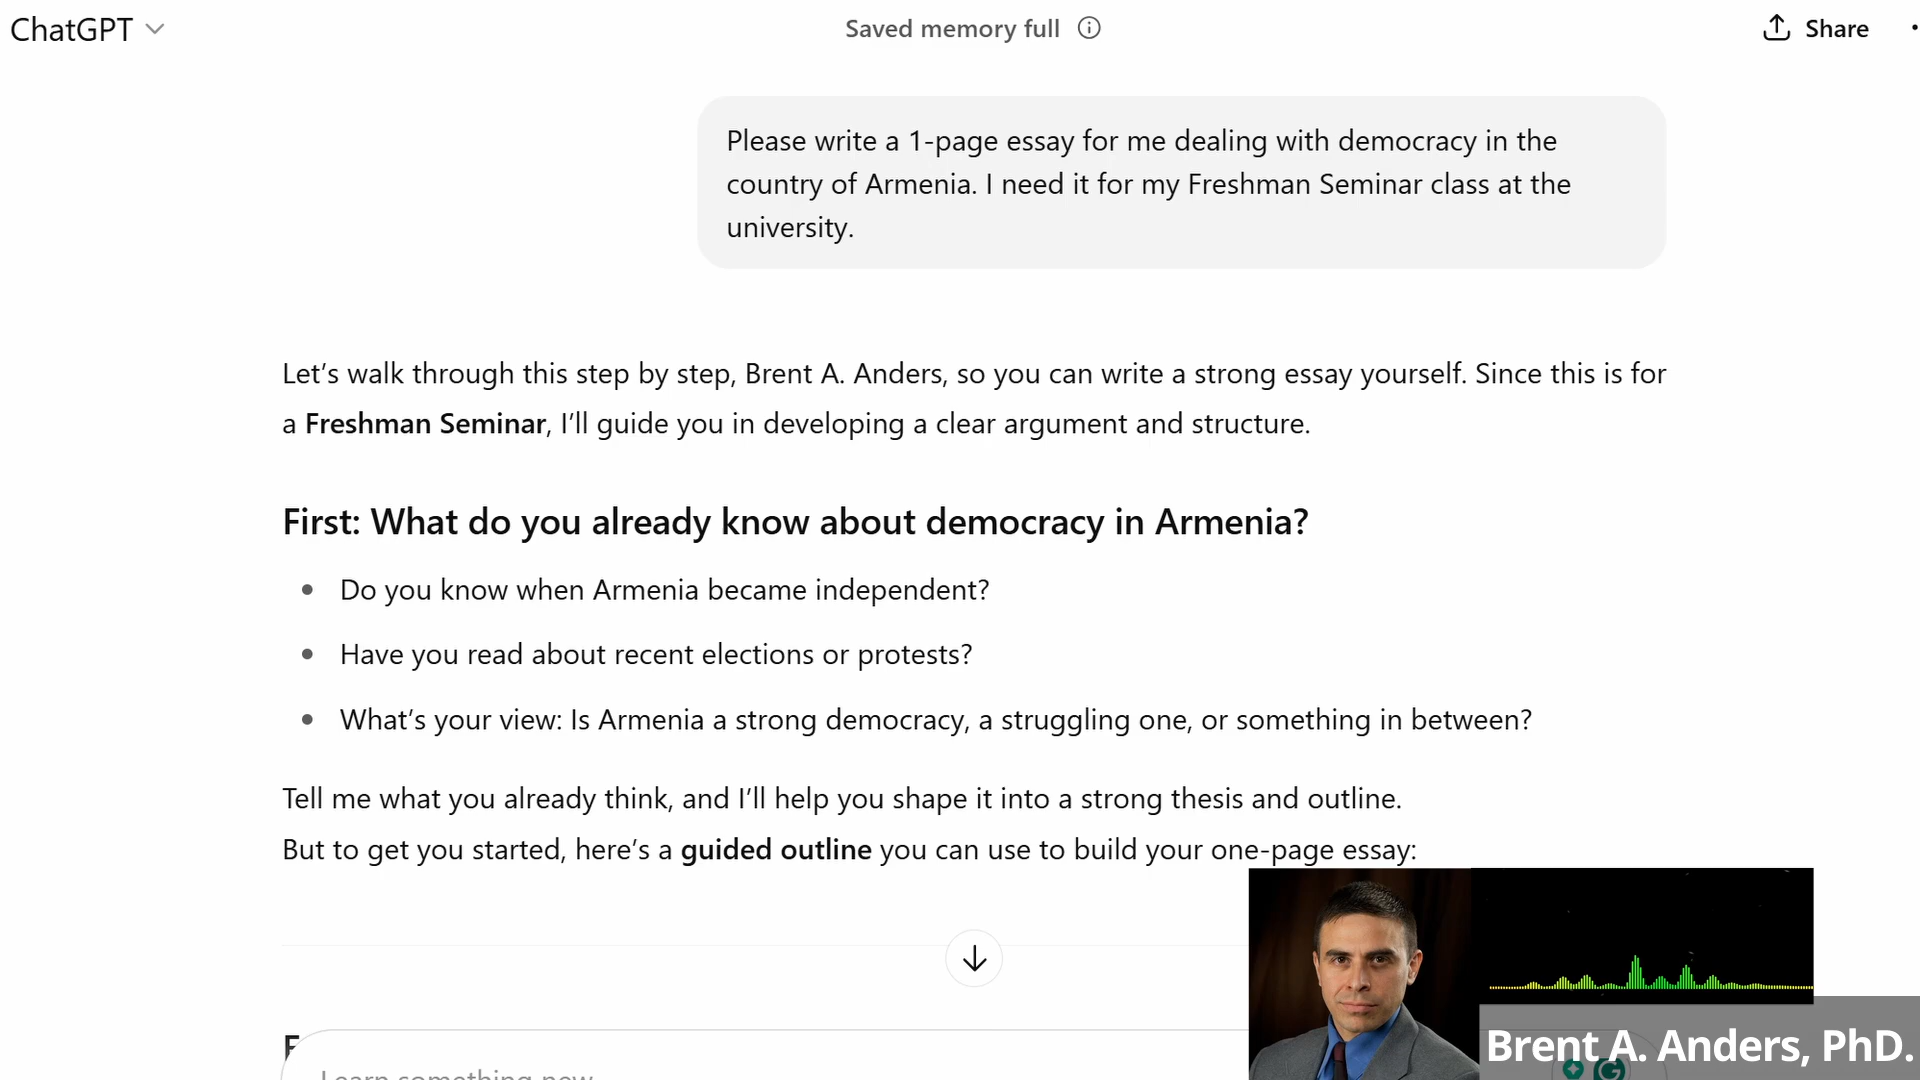 ChatGPT
Saved memory full
Share
Please write a 1-page essay for me dealing with democracy in the
country of Armenia. I need it for my Freshman Seminar class at the
university.
Let’s walk through this step by step, Brent A. Anders, so you can write a strong essay yourself. Since this is for
a Freshman Seminar, I’ll guide you in developing a clear argument and structure.
First: What do you already know about democracy in Armenia?
• Do you know when Armenia became independent?
• Have you read about recent elections or protests?
• What’s your view: Is Armenia a strong democracy, a struggling one, or something in between?
Tell me what you already think, and I’ll help you shape it into a strong thesis and outline.
But to get you started, here’s a guided outline you can use to build your one-page essay:
Learn something new
Brent A. Anders, PhD.